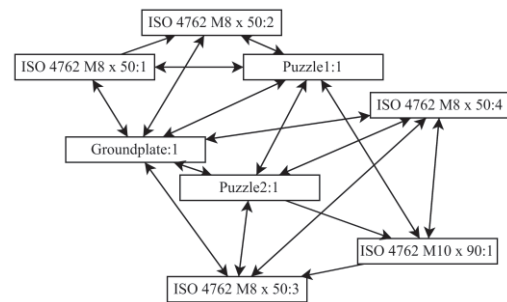 ISO 4762 M8 x 50:2
ISO 4762 M8 x 50:1
Puzzle1:1
ISO 4762 M8 x 50:4
Groundplate:1
Puzzle2:1
ISO 4762 M10 x 90:1
ISO 4762 M8 x 50:3